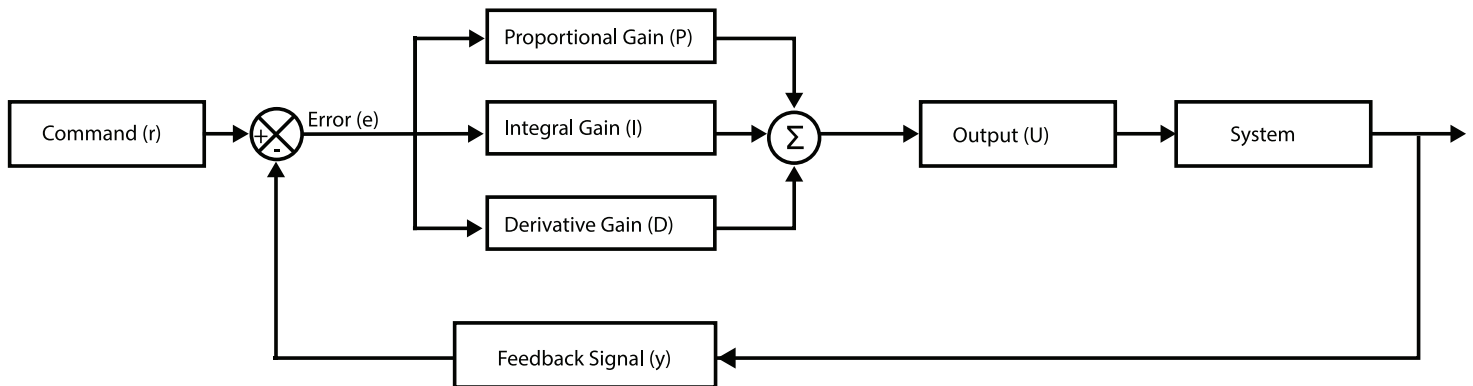 Proportional Gain (P)
Command (r)
+
-
Error (e)
Integral Gain (I)
Σ
Output (U)
System
Derivative Gain (D)
Feedback Signal (y)